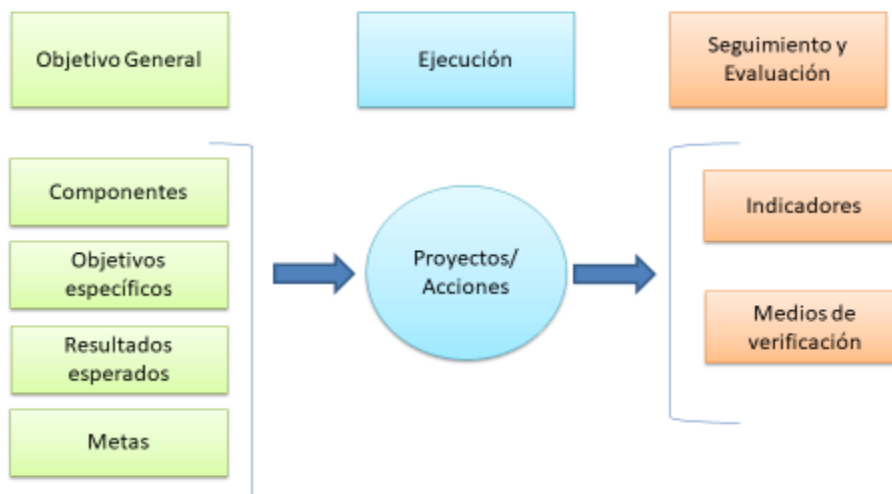 Objetivo General
Ejecución
Seguimiento y
Evaluación
Componentes
Objetivos
específicos
Resultados
esperados
Metas
Proyectos/
Acciones
Indicadores
Medios de
verificación